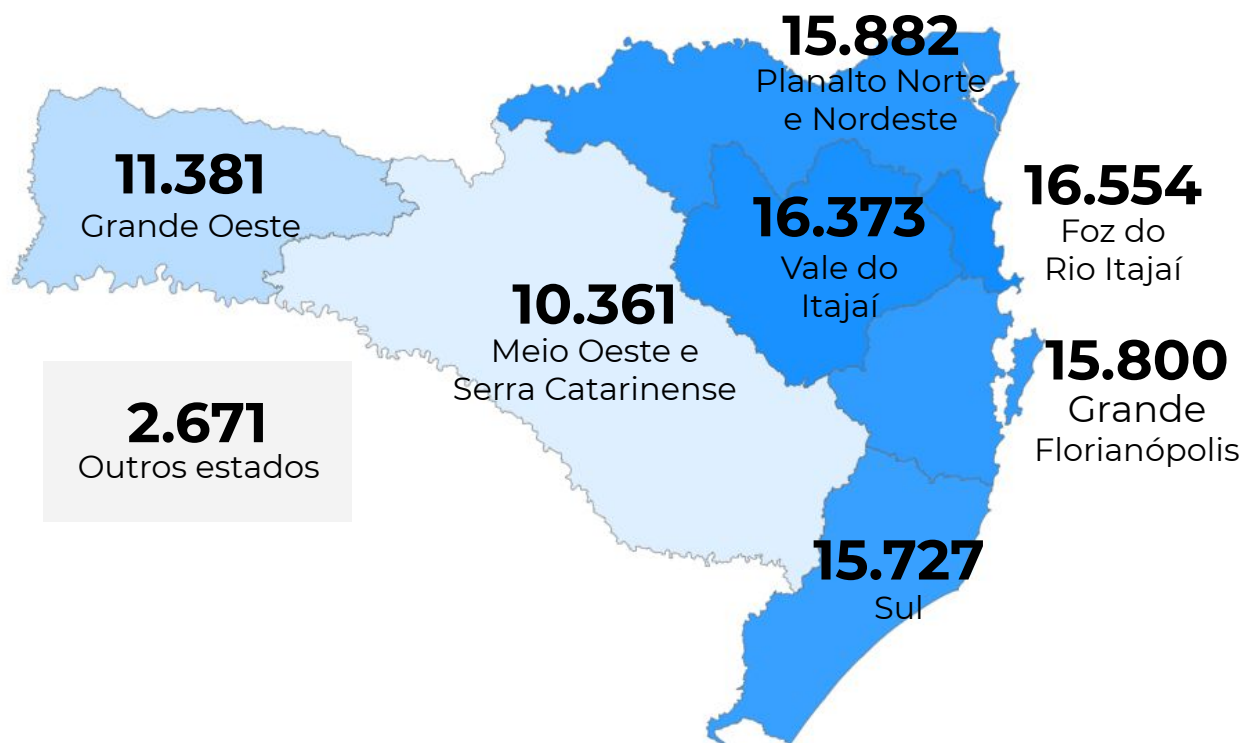 15.882
Planalto Norte
e Nordeste
11.381
Grande Oeste
16.554
Foz do
Rio Itajaí
16.373
Vale do
Itajaí
10.361
Meio Oeste e
Serra Catarinense
15.800
Grande
Florianópolis
2.671
Outros estados
15.727
Sul